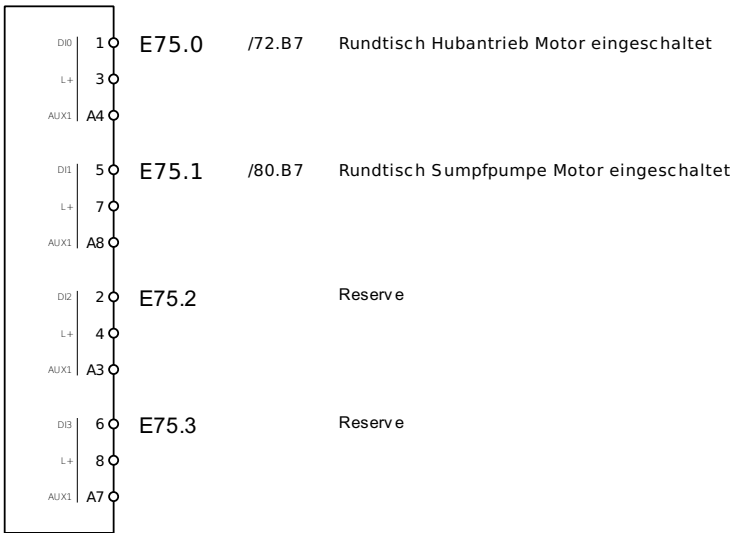 DI0 1 E75.0 /72.B7 Rundtisch Hubantrieb Motor eingeschaltet
L+ 3
AUX1 A4
DI1 5 E75.1 /80.B7 Rundtisch Sumpfpumpe Motor eingeschaltet
L+ 7
AUX1 A8
DI2 2 E75.2 Reserve
L+ 4
AUX1 A3
DI3 6 E75.3 Reserve
L+ 8
AUX1 A7